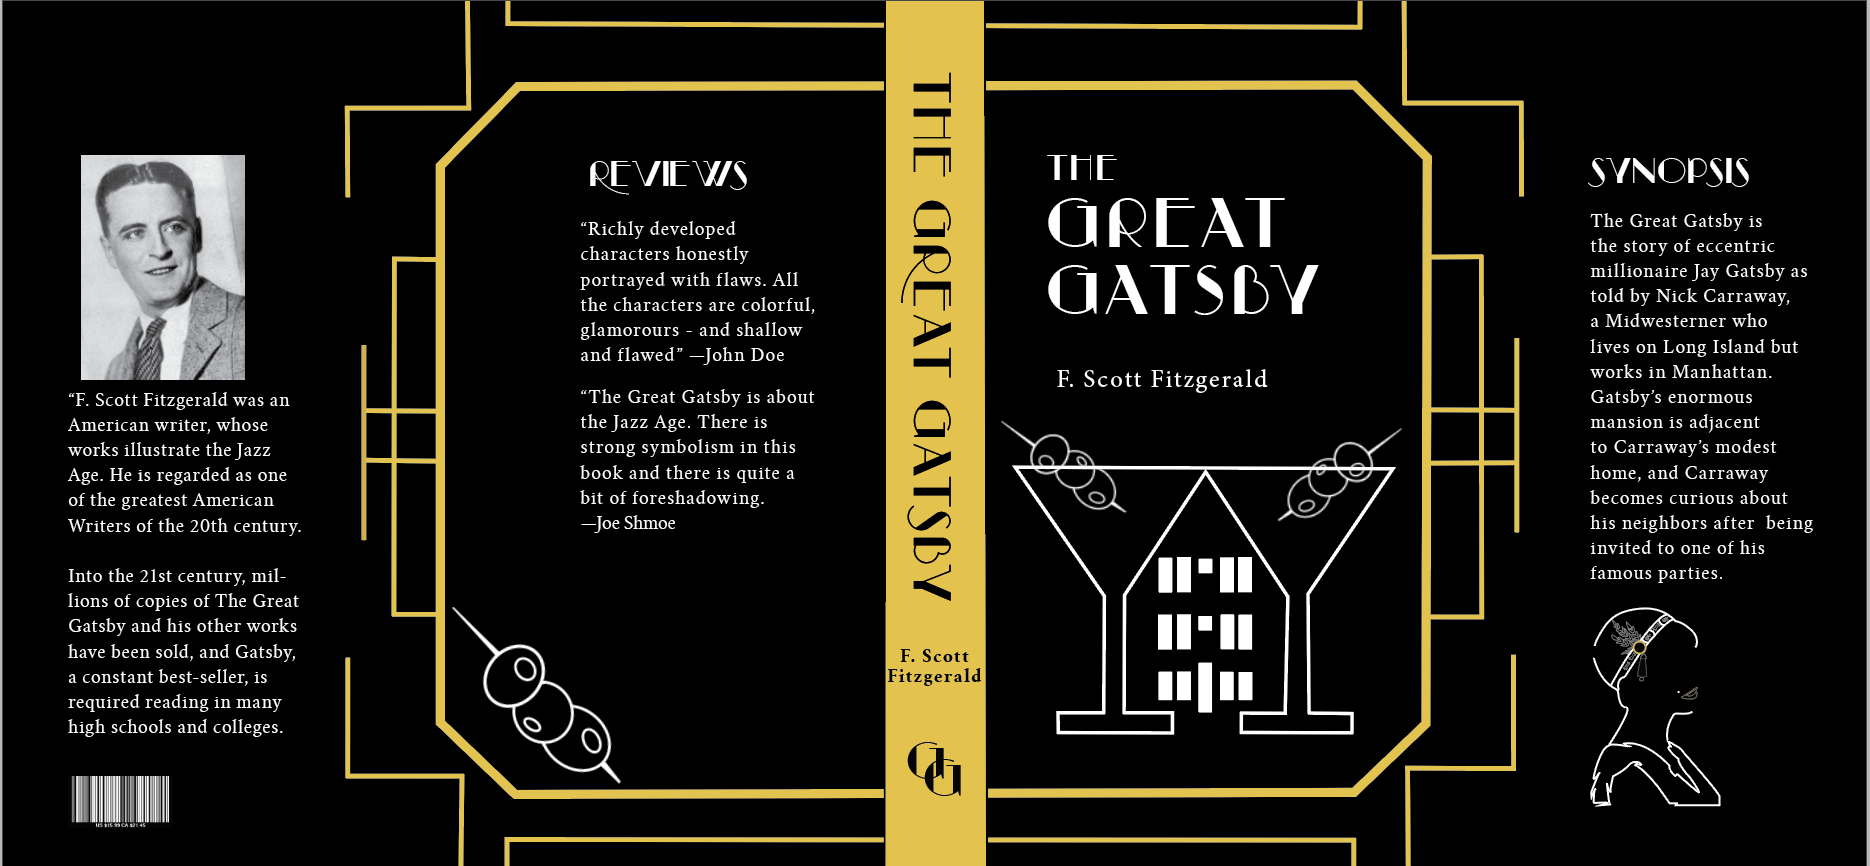 “F. Scott Fitzgerald was an
American writer, whose
works illustrate the Jazz
Age. He is regarded as one
of the greatest American
Writers of the 20th century.
Into the 21st century, mil-
lions of copies of The Great
Gatsby and his other works
have been sold, and Gatsby,
a constant best-seller, is
required reading in many
high schools and colleges.
US $15.99 CA $21.45
REVIEWS
“Richly developed
characters honestly
portrayed with flaws. All
the characters are colorful,
glamorours - and shallow
and flawed” —John Doe
“The Great Gatsby is about
the Jazz Age. There is
strong symbolism in this
book and there is quite a
bit of foreshadowing.
—Joe Shmoe
THE GREAT GATSBY
F. Scott
Fitzgerald
GG
THE
GREAT
GATSBY
F. Scott Fitzgerald
SYNOPSIS
The Great Gatsby is
the story of eccentric
millionaire Jay Gatsby as
told by Nick Carraway,
a Midwesterner who
lives on Long Island but
works in Manhattan.
Gatsby’s enormous
mansion is adjacent
to Carraway’s modest
home, and Carraway
becomes curious about
his neighbors after  being
invited to one of his
famous parties.